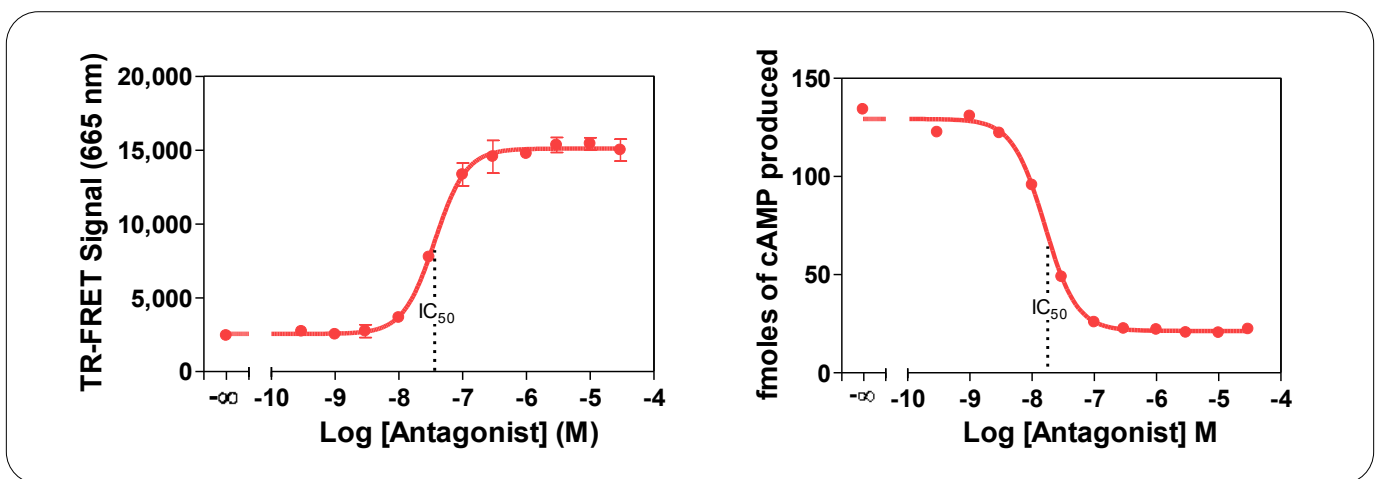 TR-FRET Signal (665 nm)
20,000
15,000
10,000
5,000
0
IC50
-∞ -10 -9 -8 -7 -6 -5 -4
Log [Antagonist] (M)
fmoles of cAMP produced
150
100
50
0
IC50
-∞ -10 -9 -8 -7 -6 -5 -4
Log [Antagonist] M